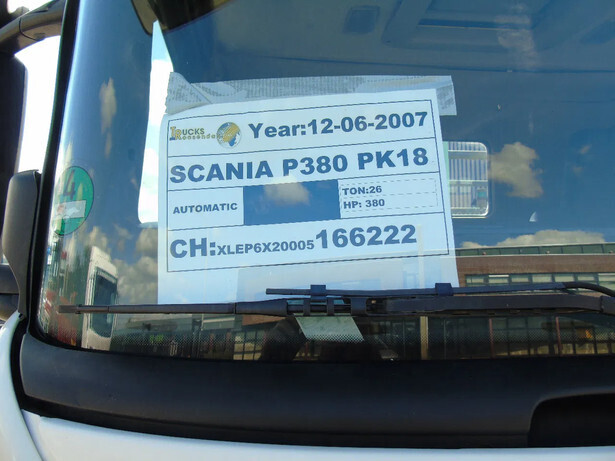 TRUCKS
Year:12-06-2007
SCANIA P380 PK18
AUTOMATIC
TON:26
HP: 380
CH:XLEP6X20005166222